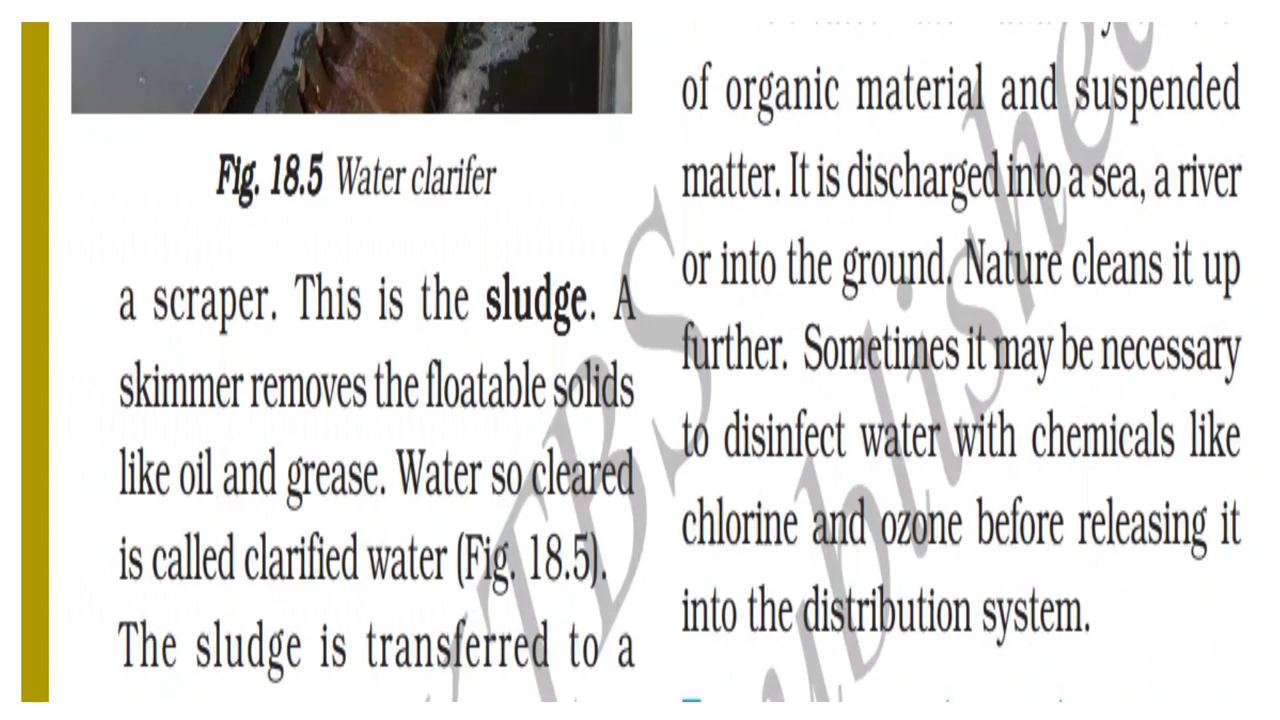 Fig. 18.5 Water clarifer
a scraper. This is the sludge. A
skimmer removes the floatable solids
like oil and grease. Water so cleared
is called clarified water (Fig. 18.5).
The sludge is transferred to a
of organic material and suspended
matter. It is discharged into a sea, a river
or into the ground. Nature cleans it up
further. Sometimes it may be necessary
to disinfect water with chemicals like
chlorine and ozone before releasing it
into the distribution system.